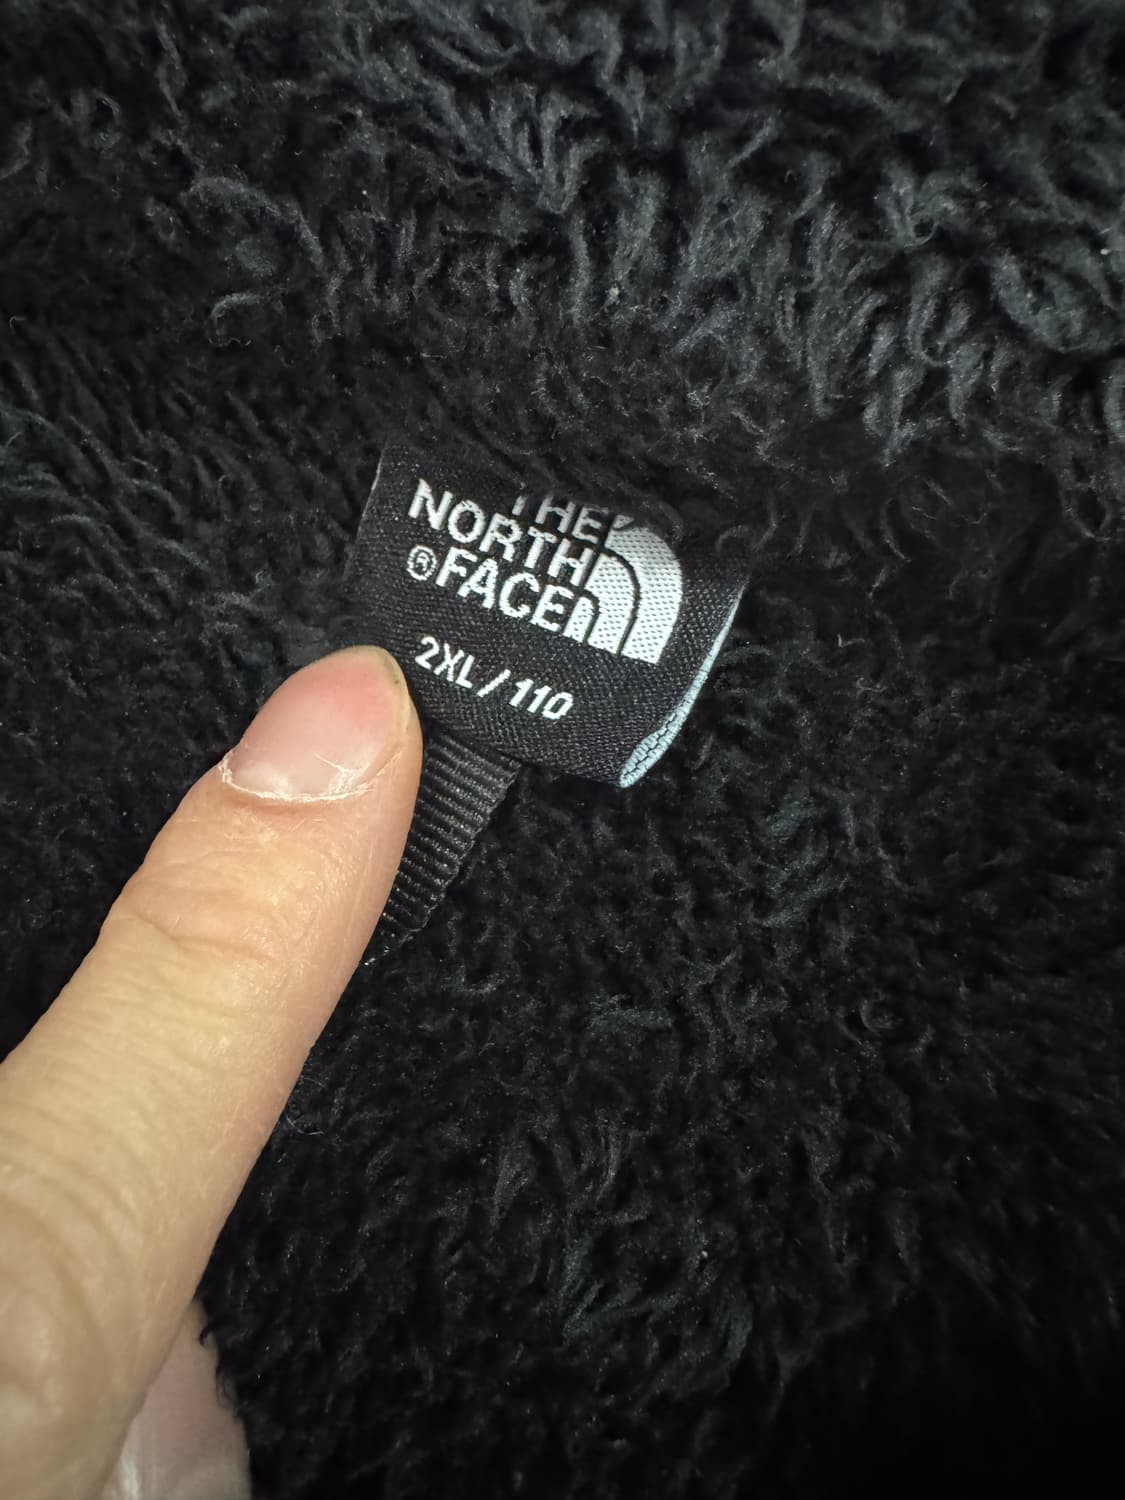 THE
NORTH
®FACE
2XL/110